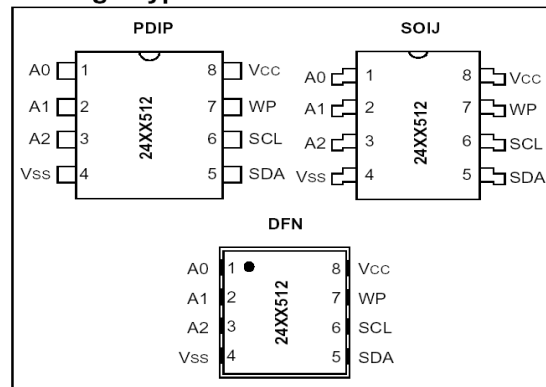 PDIP
A0 1 8 VCC
A1 2 7 WP
A2 3 6 SCL
VSS 4 5 SDA
24XX512
SOIJ
A0 1 8 VCC
A1 2 7 WP
A2 3 6 SCL
VSS 4 5 SDA
24XX512
DFN
A0 1 8 VCC
A1 2 7 WP
A2 3 6 SCL
VSS 4 5 SDA
24XX512